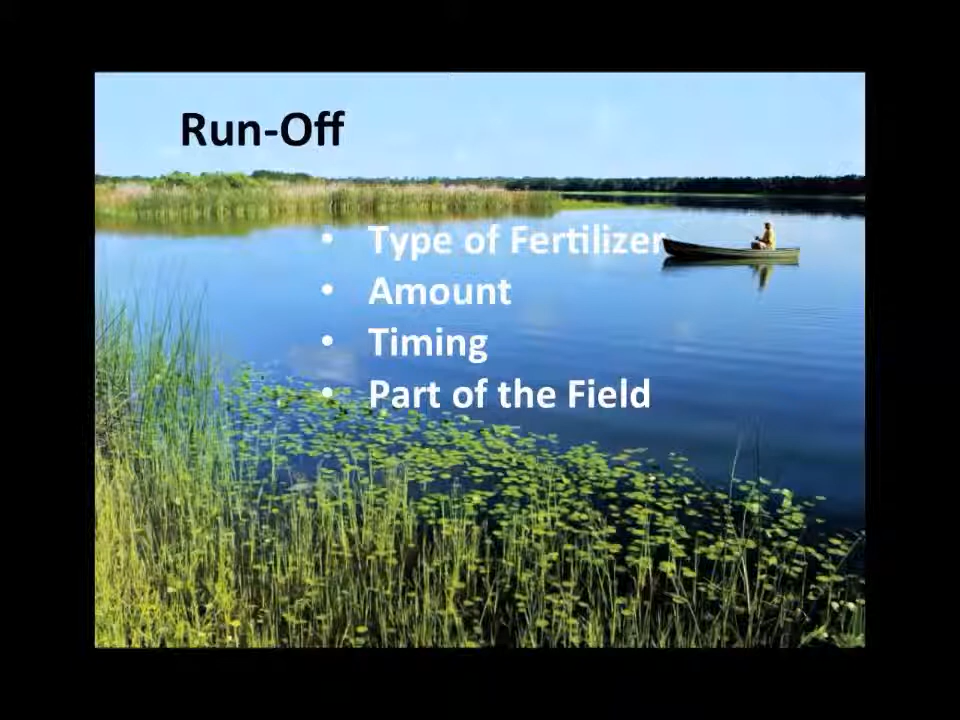 Run-Off
• Type of Fertilizer
• Amount
• Timing
• Part of the Field